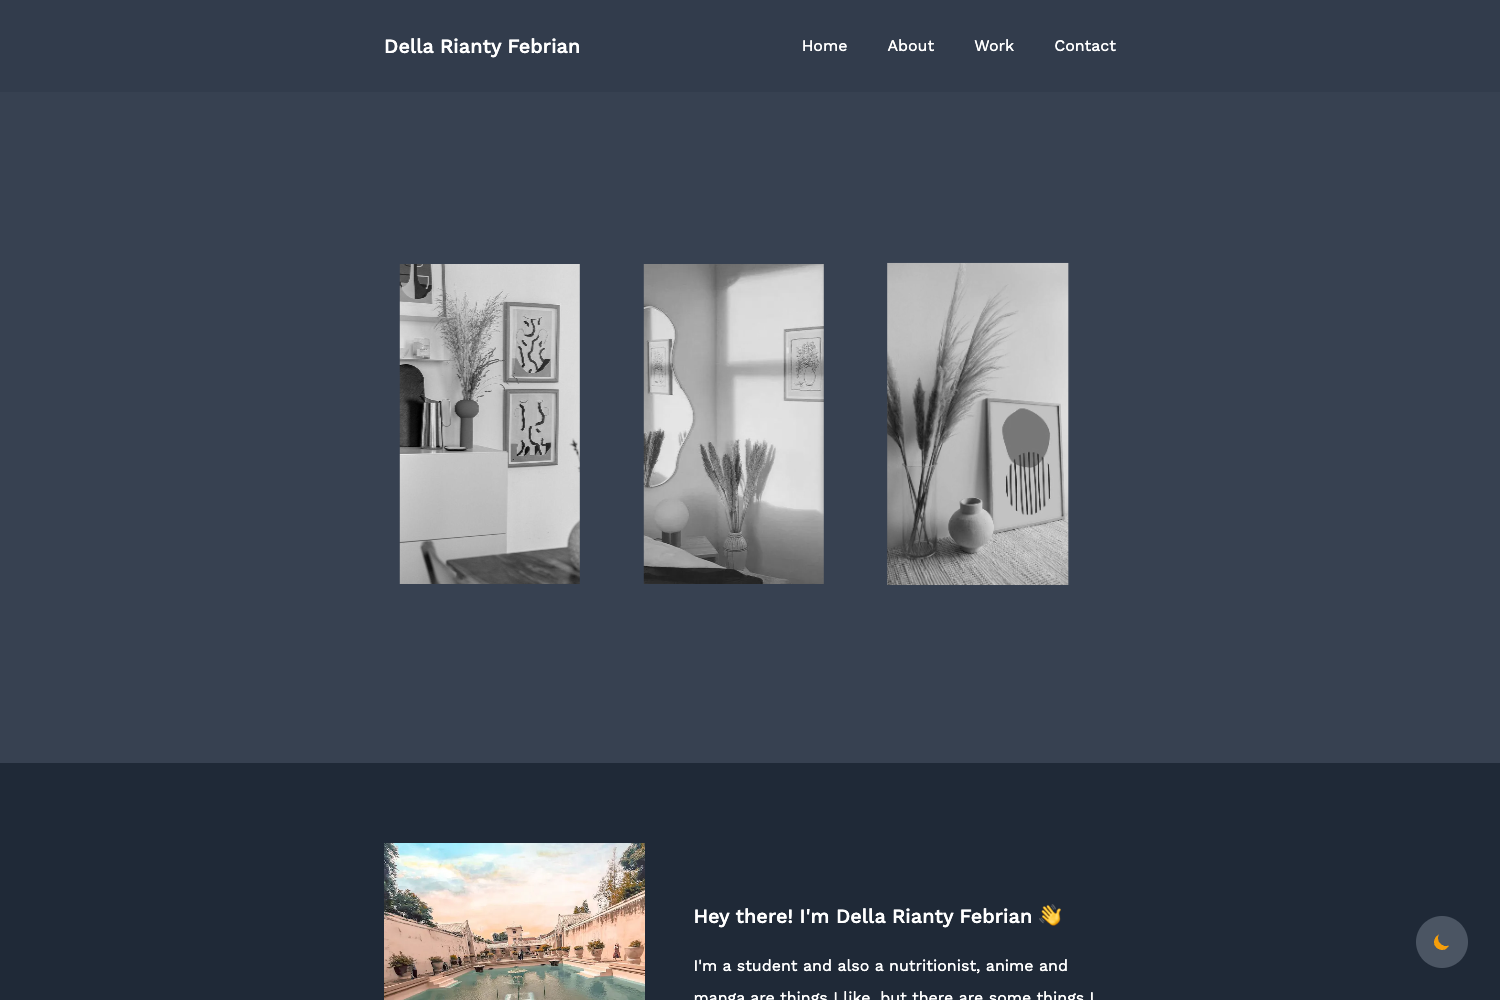 Della Rianty Febrian
Home About Work Contact
Hey there! I'm Della Rianty Febrian 👋
I'm a student and also a nutritionist, anime and
manga are things I like, but there are some things I